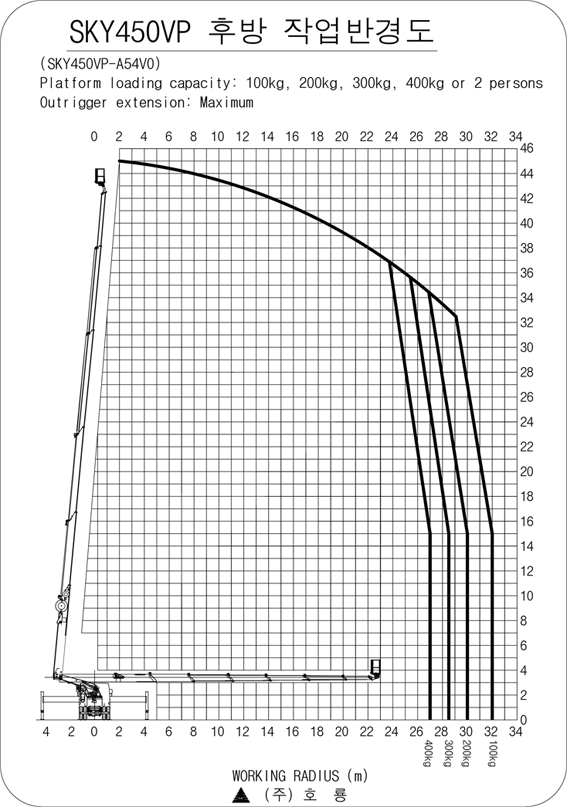 SKY450VP 후방 작업반경도
(SKY450VP-A54V0)
Platform loading capacity: 100kg, 200kg, 300kg, 400kg or 2 persons
Outrigger extension: Maximum
0 2 4 6 8 10 12 14 16 18 20 22 24 26 28 30 32 34
46
44
42
40
38
36
34
32
30
28
26
24
22
20
18
16
14
12
10
8
6
4
2
0
4 2 0 2 4 6 8 10 12 14 16 18 20 22 24 26 28 30 32 34
400kg 300kg 200kg 100kg
WORKING RADIUS (m)
(주) 호 룡